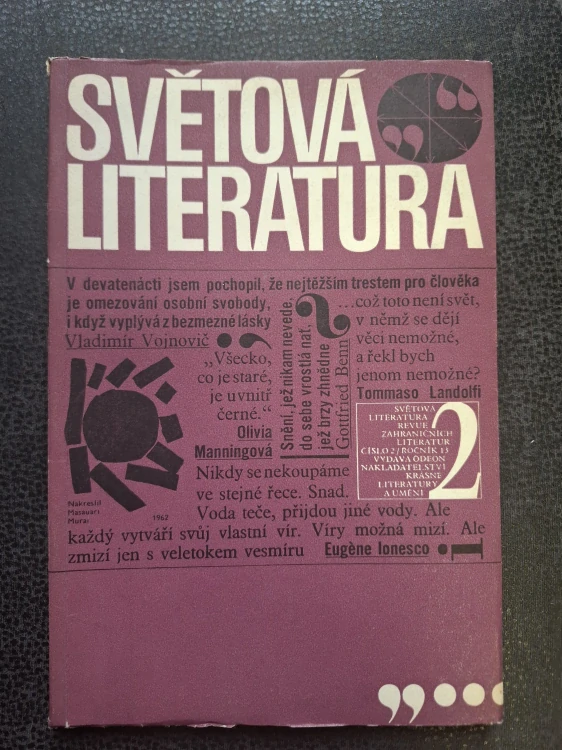 SVĚTOVÁ
LITERATURA
V devatenácti jsem pochopil, že nejtěžším trestem pro člověka
je omezování osobní svobody,
i když vyplývá z bezmezné lásky
Vladimír Vojnovič
„Všecko,
co je staré,
je uvnitř
černé.“
Olivia
Manningová
Snění, jež nikam nevede,
do sebe vrostlá nat,
jež brzy zhnědne
Gottfried Benn
...což toto není svět,
v němž se dějí
věci nemožné,
a řekl bych
jenom nemožné?
Tommaso Landolfi
SVĚTOVÁ
LITERATURA
REVUE
ZAHRANIČNÍCH
LITERATUR
ČÍSLO 2/ROČNÍK 13
VYDÁVÁ ODEON
NAKLADATELSTVÍ
KRÁSNÉ
LITERATURY
A UMĚNÍ
2
Nakreslil
Masuari
Murai 1962
Nikdy se nekoupáme
ve stejné řece. Snad.
Voda teče, přijdou jiné vody. Ale
každý vytváří svůj vlastní vír. Víry možná mizí. Ale
zmizí jen s veletokem vesmíru Eugène Ionesco